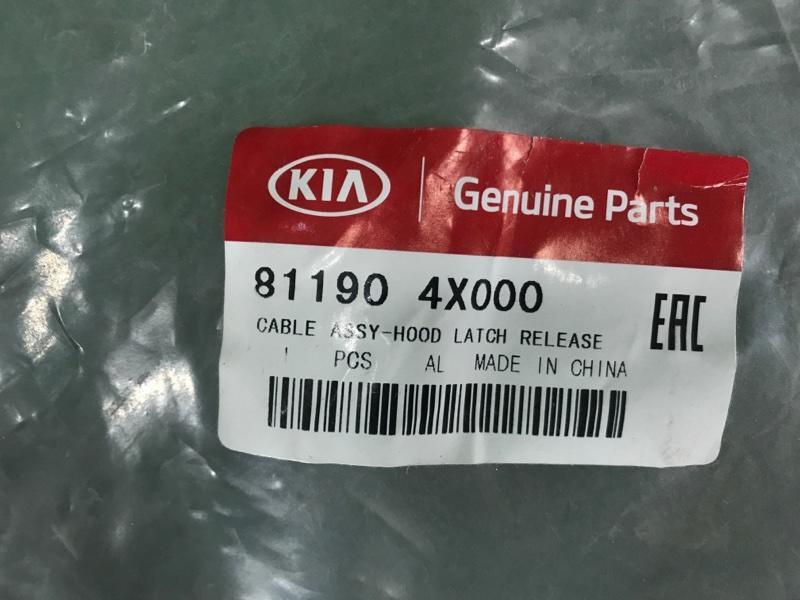 KIA Genuine Parts
81190 4X000
EAC
CABLE ASSY-HOOD LATCH RELEASE
1 PCS AL MADE IN CHINA